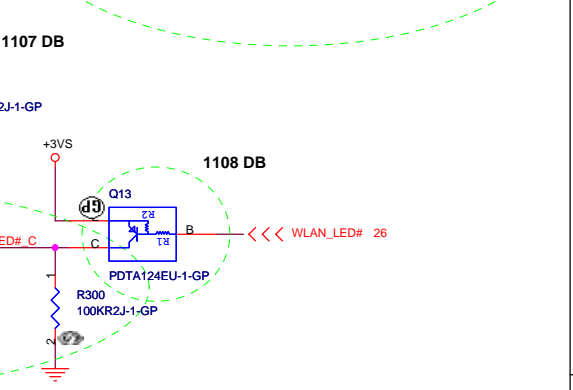 1107 DB
2J-1-GP
+3VS
1108 DB
GP
Q13
R2
R1
B
WLAN_LED# 26
ED#_C
C
PDTA124EU-1-GP
1
R300
100KR2J-1-GP
2